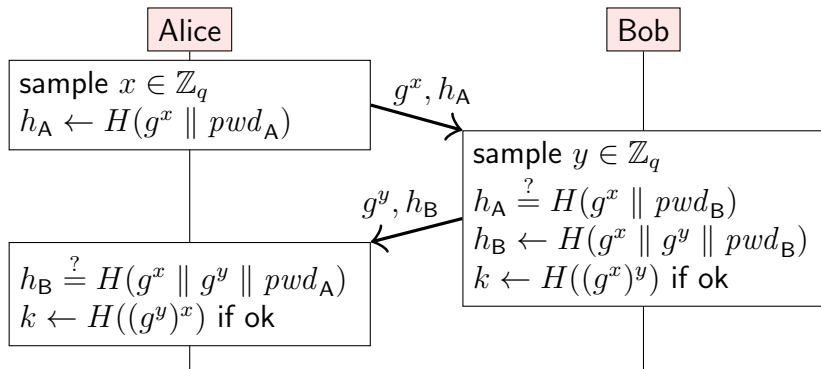 Alice
Bob
sample x ∈ ℤ_q
h_A ← H(g^x ∥ pwd_A)
g^x, h_A
sample y ∈ ℤ_q
h_A ≟ H(g^x ∥ pwd_B)
h_B ← H(g^x ∥ g^y ∥ pwd_B)
k ← H((g^x)^y) if ok
g^y, h_B
h_B ≟ H(g^x ∥ g^y ∥ pwd_A)
k ← H((g^y)^x) if ok